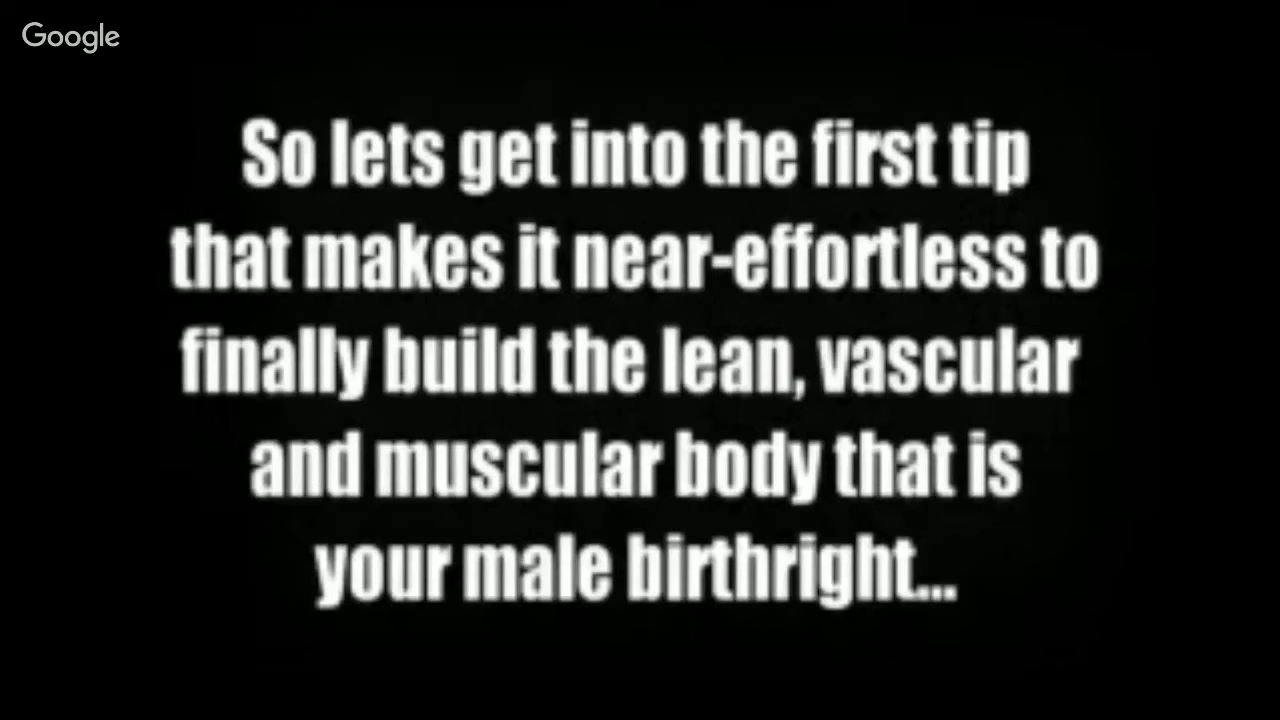 Google
So lets get into the first tip
that makes it near-effortless to
finally build the lean, vascular
and muscular body that is
your male birthright...